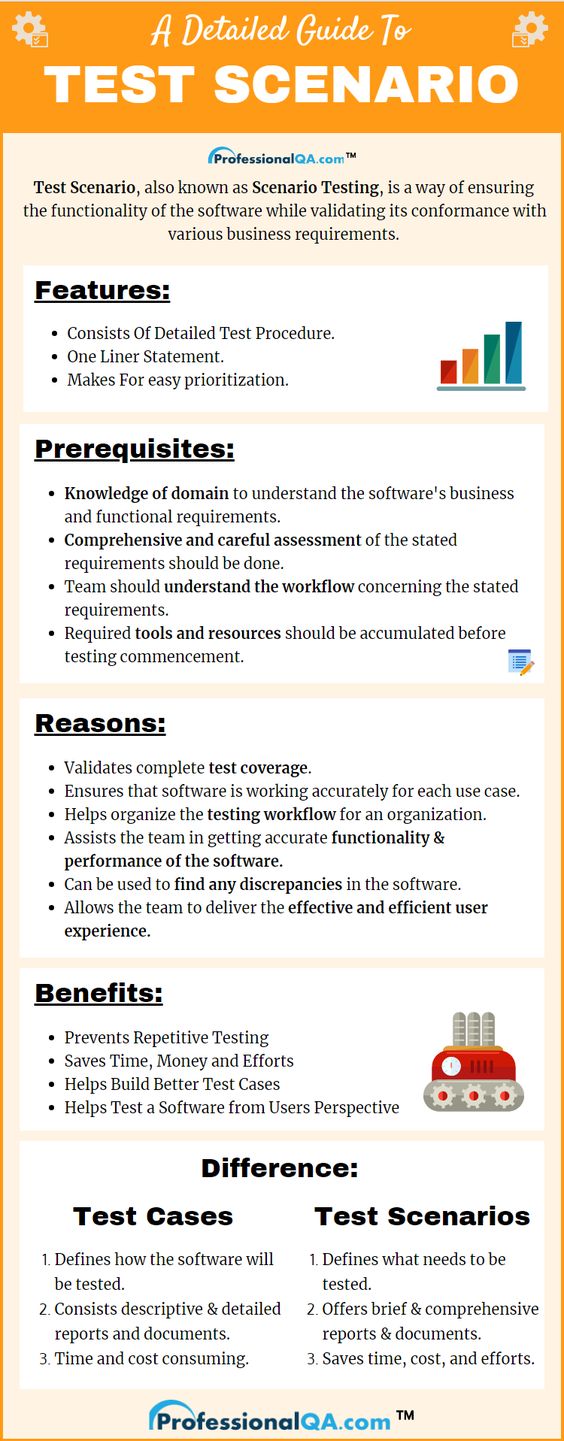 A Detailed Guide To
TEST SCENARIO
ProfessionalQA.com™
Test Scenario, also known as Scenario Testing, is a way of ensuring
the functionality of the software while validating its conformance with
various business requirements.
Features:
• Consists Of Detailed Test Procedure.
• One Liner Statement.
• Makes For easy prioritization.
Prerequisites:
• Knowledge of domain to understand the software's business
and functional requirements.
• Comprehensive and careful assessment of the stated
requirements should be done.
• Team should understand the workflow concerning the stated
requirements.
• Required tools and resources should be accumulated before
testing commencement.
Reasons:
• Validates complete test coverage.
• Ensures that software is working accurately for each use case.
• Helps organize the testing workflow for an organization.
• Assists the team in getting accurate functionality &
performance of the software.
• Can be used to find any discrepancies in the software.
• Allows the team to deliver the effective and efficient user
experience.
Benefits:
• Prevents Repetitive Testing
• Saves Time, Money and Efforts
• Helps Build Better Test Cases
• Helps Test a Software from Users Perspective
Difference:
Test Cases
1. Defines how the software will
be tested.
2. Consists descriptive & detailed
reports and documents.
3. Time and cost consuming.
Test Scenarios
1. Defines what needs to be
tested.
2. Offers brief & comprehensive
reports & documents.
3. Saves time, cost, and efforts.
ProfessionalQA.com ™